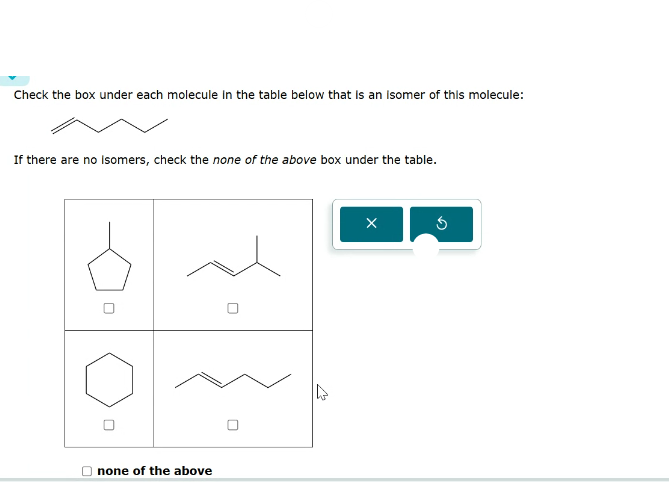 Check the box under each molecule in the table below that is an isomer of this molecule:
If there are no isomers, check the none of the above box under the table.
none of the above